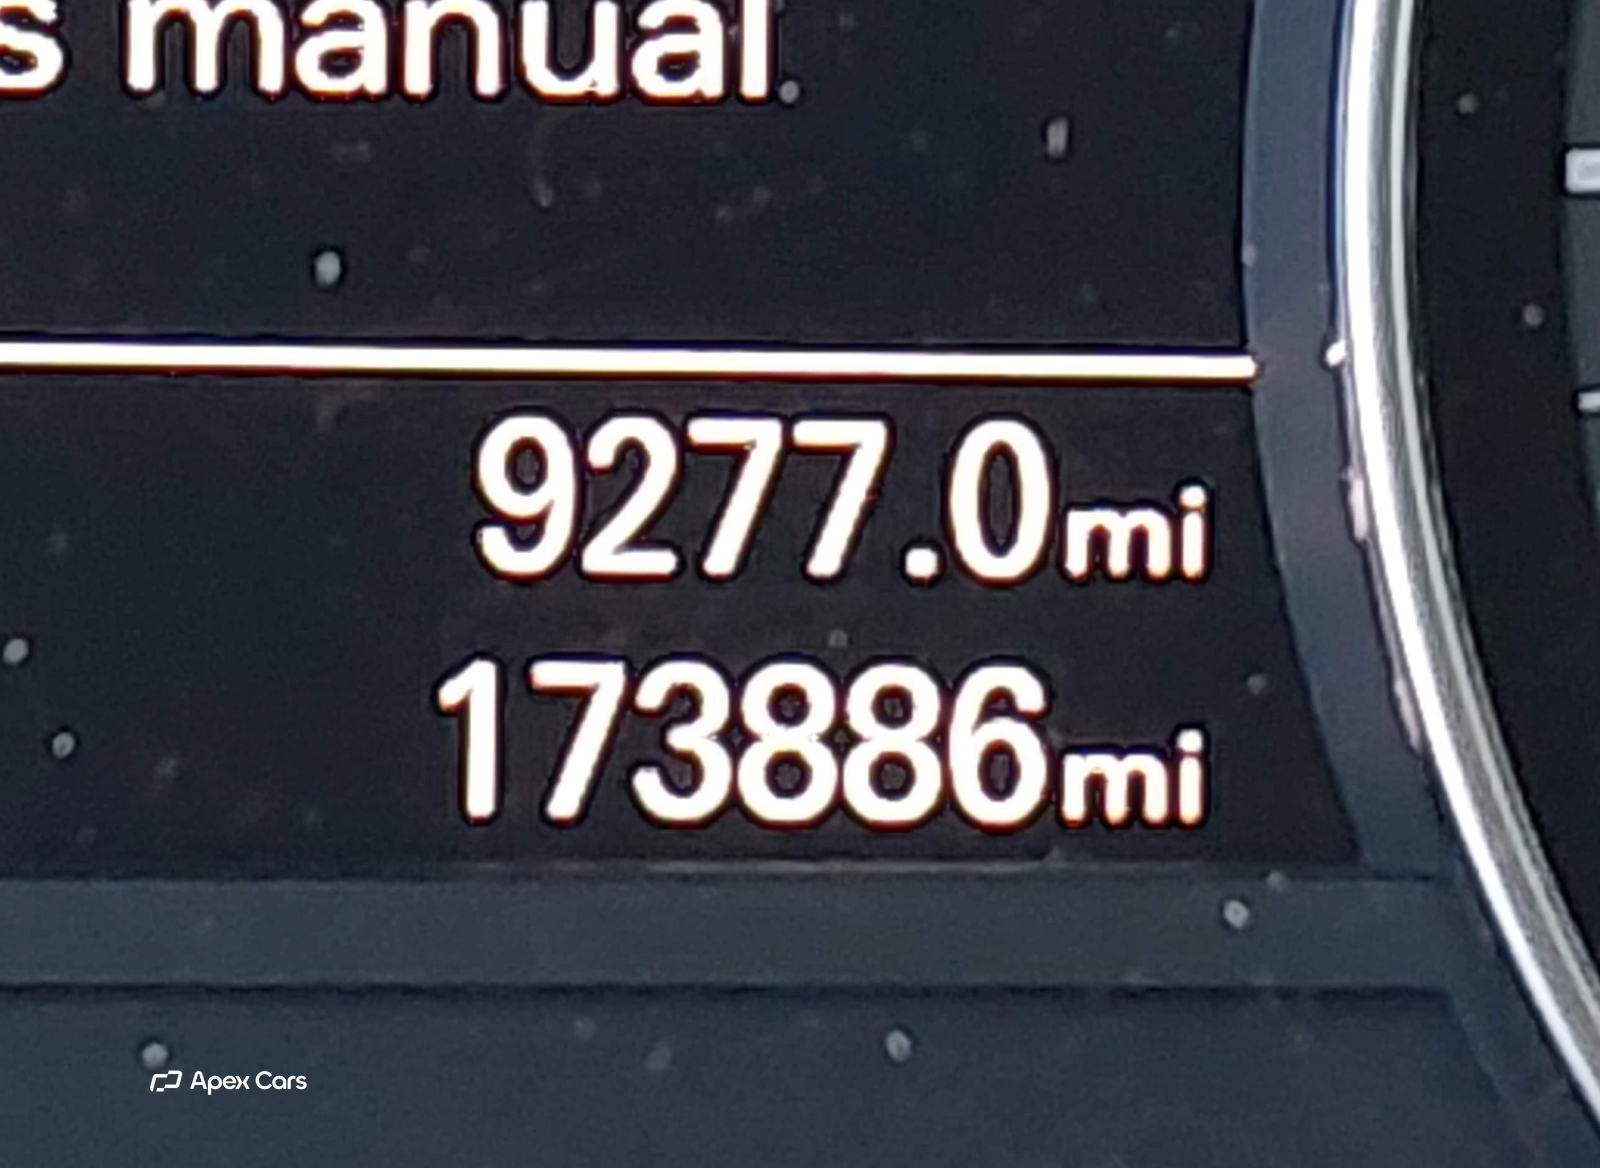 s manual.
9277.0mi
173886mi
Apex Cars